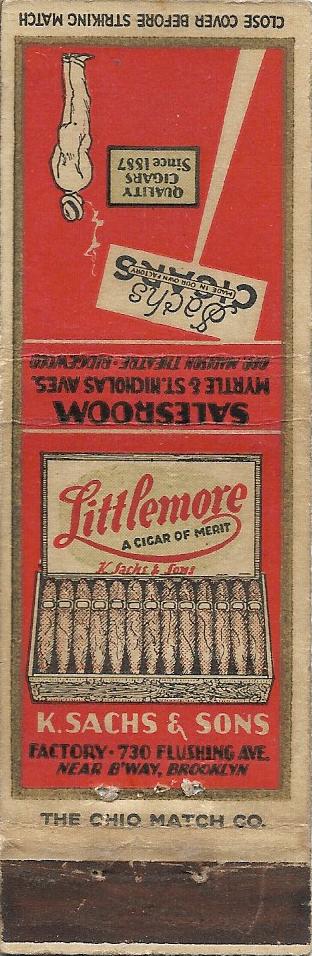 CLOSE COVER BEFORE STRIKING MATCH
QUALITY
CIGARS
Since 1887
Sachs
MADE IN OUR OWN FACTORY
CIGARS
SALESROOM
MYRTLE & ST. NICHOLAS AVES.
OPP. MADISON THEATRE · RIDGEWOOD
Littlemore
A CIGAR OF MERIT
K. Sachs & Sons
K. SACHS & SONS
FACTORY · 730 FLUSHING AVE.
NEAR B'WAY, BROOKLYN
THE OHIO MATCH CO.